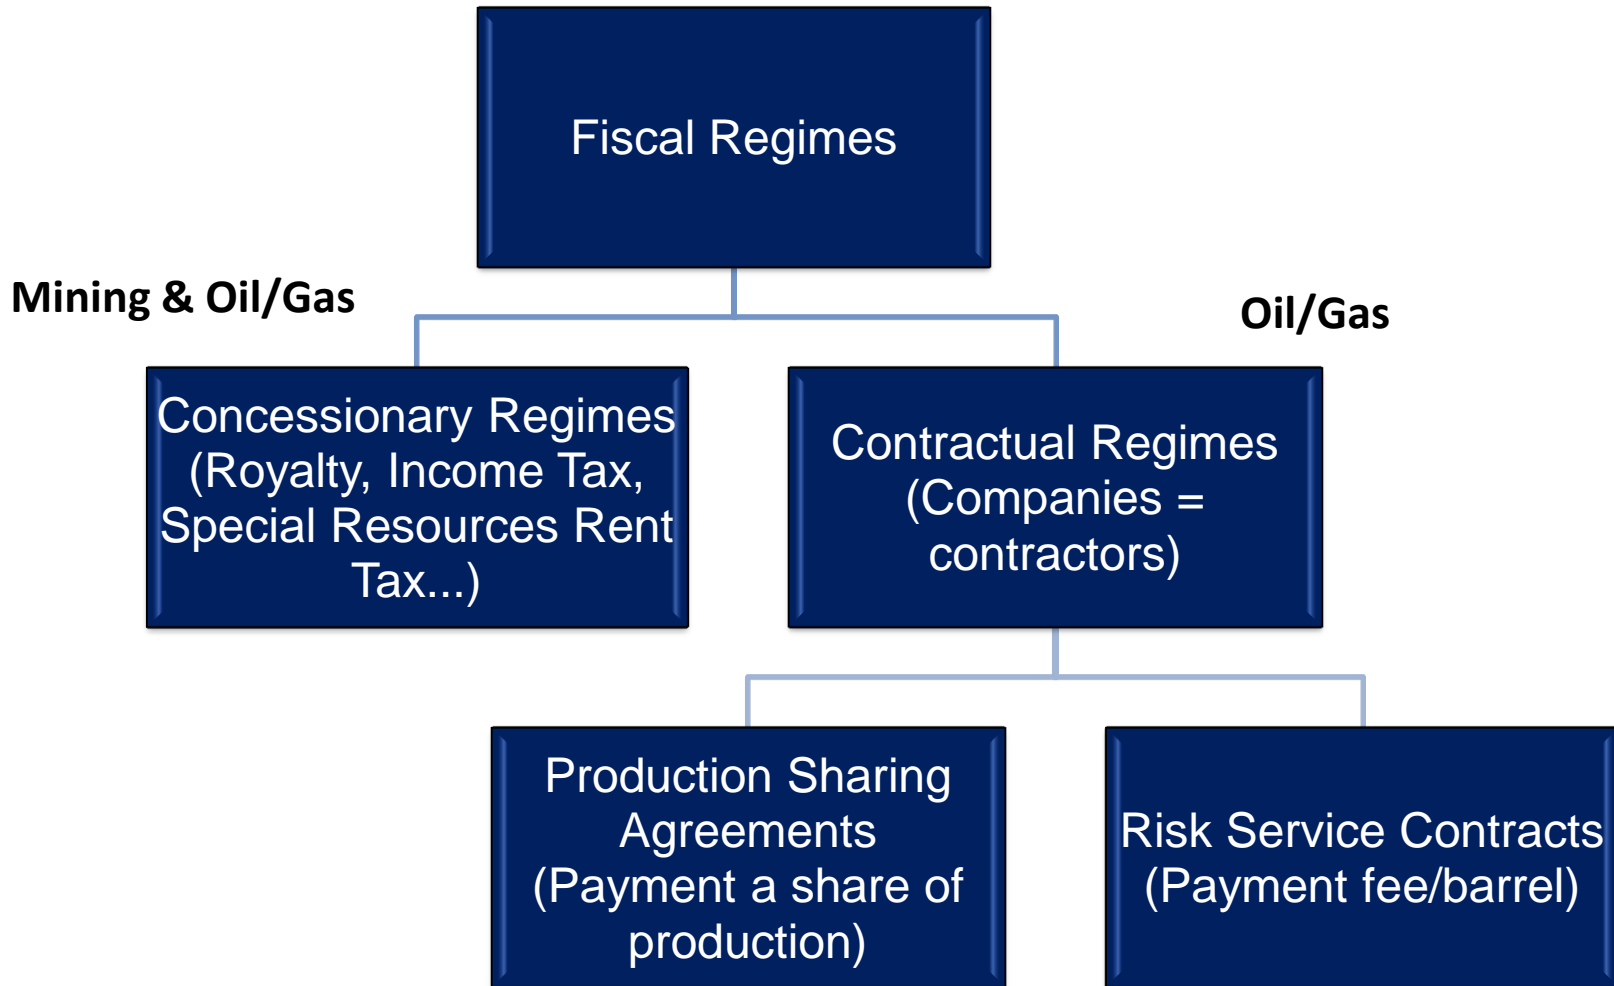 Fiscal Regimes
Mining & Oil/Gas
Oil/Gas
Concessionary Regimes
(Royalty, Income Tax,
Special Resources Rent
Tax...)
Contractual Regimes
(Companies =
contractors)
Production Sharing
Agreements
(Payment a share of
production)
Risk Service Contracts
(Payment fee/barrel)